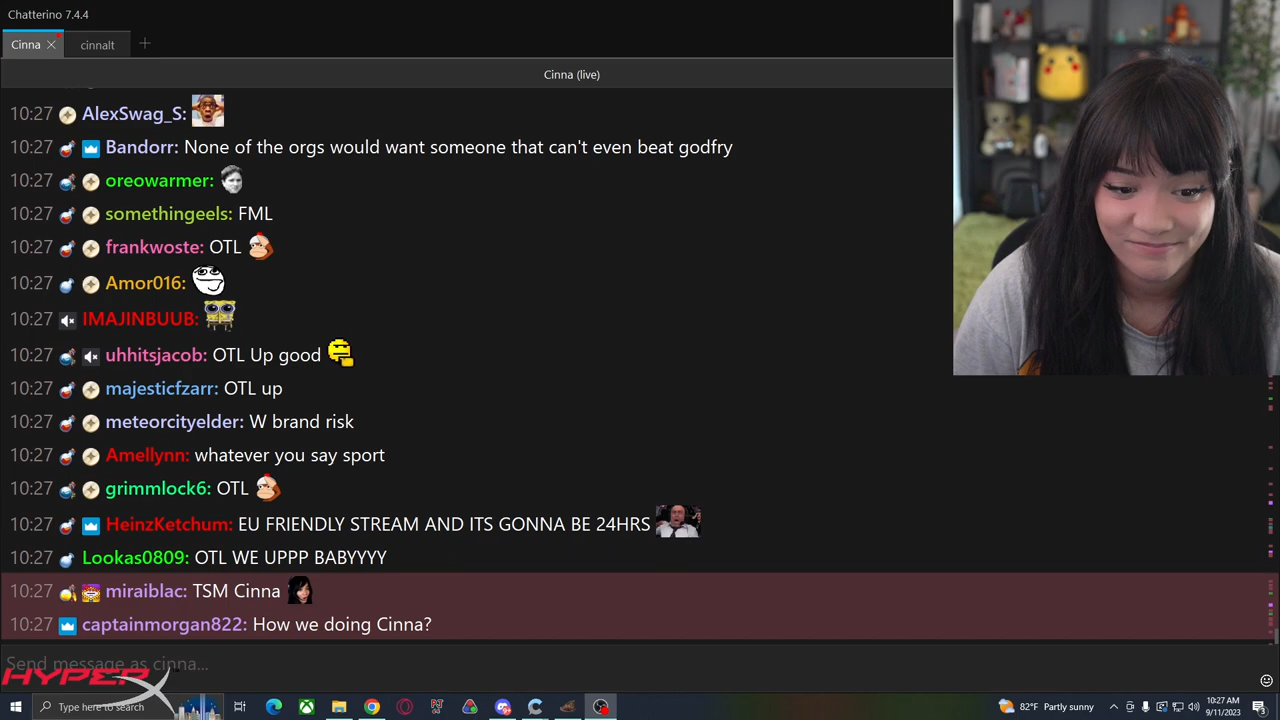 Chatterino 7.4.4
Cinna
cinnalt
Cinna (live)
10:27 AlexSwag_S:
10:27 Bandorr: None of the orgs would want someone that can't even beat godfry
10:27 oreowarmer:
10:27 somethingeels: FML
10:27 frankwoste: OTL
10:27 Amor016:
10:27 IMAJINBUUB:
10:27 uhhitsjacob: OTL Up good
10:27 majesticfzarr: OTL up
10:27 meteorcityelder: W brand risk
10:27 Amellynn: whatever you say sport
10:27 grimmlock6: OTL
10:27 HeinzKetchum: EU FRIENDLY STREAM AND ITS GONNA BE 24HRS
10:27 Lookas0809: OTL WE UPPP BABYYYY
10:27 miraiblac: TSM Cinna
10:27 captainmorgan822: How we doing Cinna?
Send message as cinna...
HYPERX
Type here to search
82°F Partly sunny
10:27 AM
9/11/2023
3